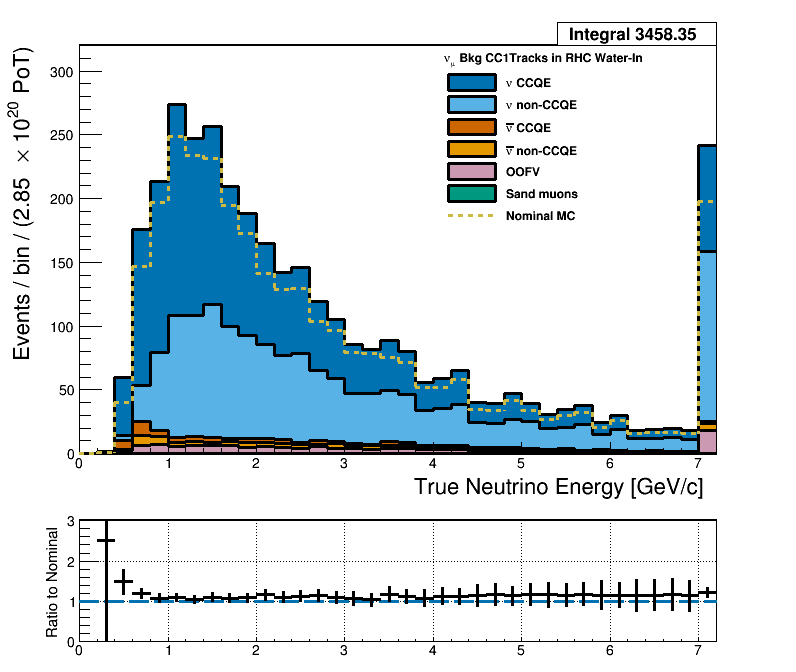 Integral 3458.35
ν_μ Bkg CC1Tracks in RHC Water-In
ν CCQE
ν non-CCQE
ν̅ CCQE
ν̅ non-CCQE
OOFV
Sand muons
Nominal MC
Events / bin / (2.85 × 10^20 PoT)
300
250
200
150
100
50
0
0 1 2 3 4 5 6 7
True Neutrino Energy [GeV/c]
Ratio to Nominal
3
2
1
0
0 1 2 3 4 5 6 7